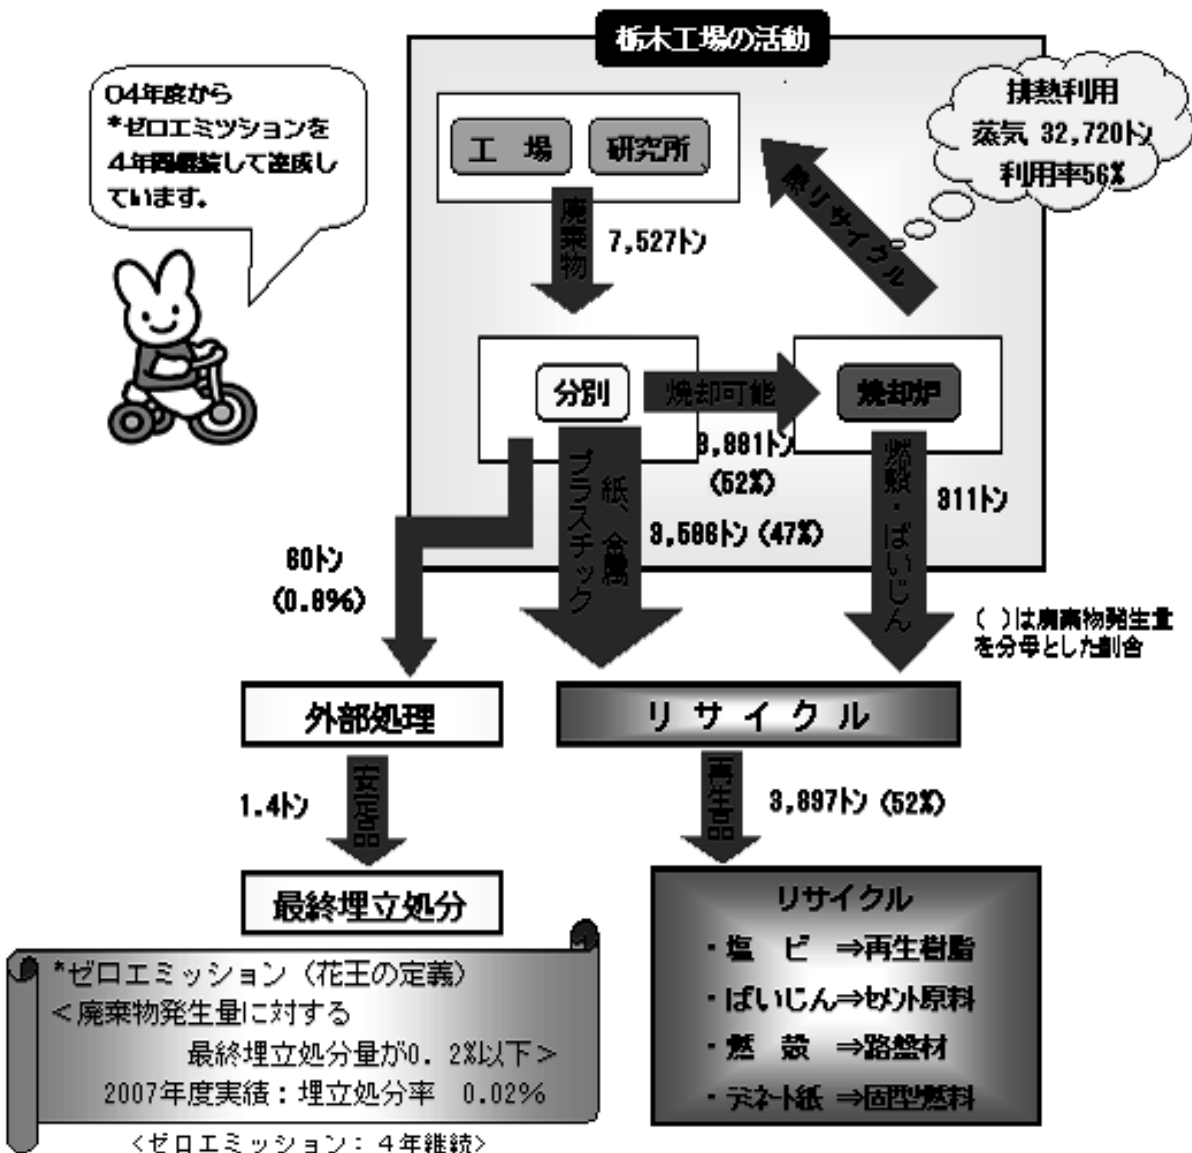 栃木工場の活動
04年度から
*ゼロエミッションを
4年間継続して達成し
ています。
排熱利用
蒸気 32,720トン
利用率56%
工 場
研究所
廃棄物
7,527トン
熱リサイクル
分別
焼却可能
焼却炉
3,881トン
(52%)
紙、金属
プラスチック
3,586トン (47%)
燃殻・ばいじん
311トン
60トン
(0.8%)
( )は廃棄物発生量
を分母とした割合
外部処理
リ サ イ ク ル
安定品
1.4トン
再生品
3,897トン (52%)
最終埋立処分
リサイクル
・塩 ビ ⇒再生樹脂
・ばいじん⇒セメント原料
・燃 殻 ⇒路盤材
・ラミネート紙 ⇒固型燃料
*ゼロエミッション (花王の定義)
<廃棄物発生量に対する
最終埋立処分量が0. 2%以下>
2007年度実績:埋立処分率 0.02%
<ゼロエミッション: 4年継続>